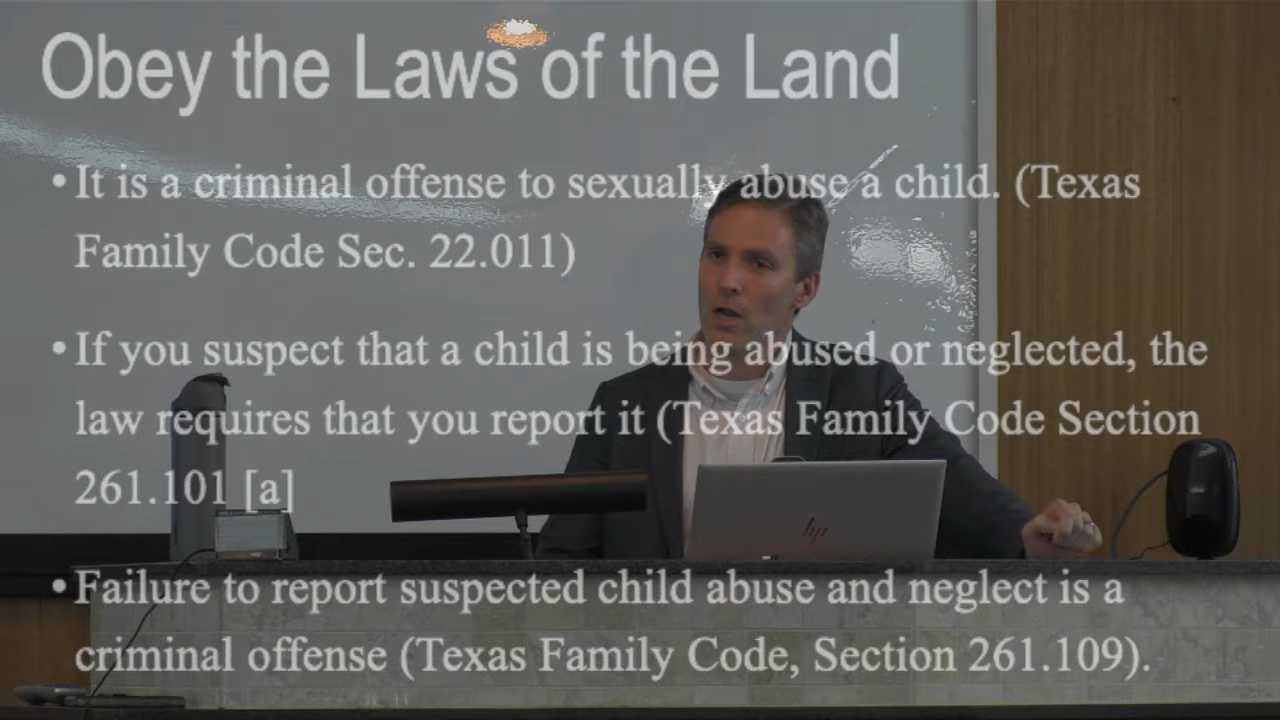 Obey the Laws of the Land
•It is a criminal offense to sexually abuse a child. (Texas
Family Code Sec. 22.011)
•If you suspect that a child is being abused or neglected, the
law requires that you report it (Texas Family Code Section
261.101 [a]
•Failure to report suspected child abuse and neglect is a
criminal offense (Texas Family Code, Section 261.109).
hp